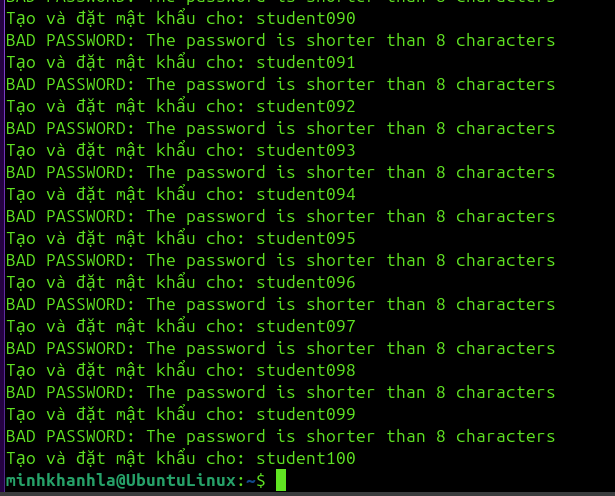 BAD PASSWORD: The password is shorter than 8 characters
Tạo và đặt mật khẩu cho: student090
BAD PASSWORD: The password is shorter than 8 characters
Tạo và đặt mật khẩu cho: student091
BAD PASSWORD: The password is shorter than 8 characters
Tạo và đặt mật khẩu cho: student092
BAD PASSWORD: The password is shorter than 8 characters
Tạo và đặt mật khẩu cho: student093
BAD PASSWORD: The password is shorter than 8 characters
Tạo và đặt mật khẩu cho: student094
BAD PASSWORD: The password is shorter than 8 characters
Tạo và đặt mật khẩu cho: student095
BAD PASSWORD: The password is shorter than 8 characters
Tạo và đặt mật khẩu cho: student096
BAD PASSWORD: The password is shorter than 8 characters
Tạo và đặt mật khẩu cho: student097
BAD PASSWORD: The password is shorter than 8 characters
Tạo và đặt mật khẩu cho: student098
BAD PASSWORD: The password is shorter than 8 characters
Tạo và đặt mật khẩu cho: student099
BAD PASSWORD: The password is shorter than 8 characters
Tạo và đặt mật khẩu cho: student100
minhkhanhla@UbuntuLinux:~$